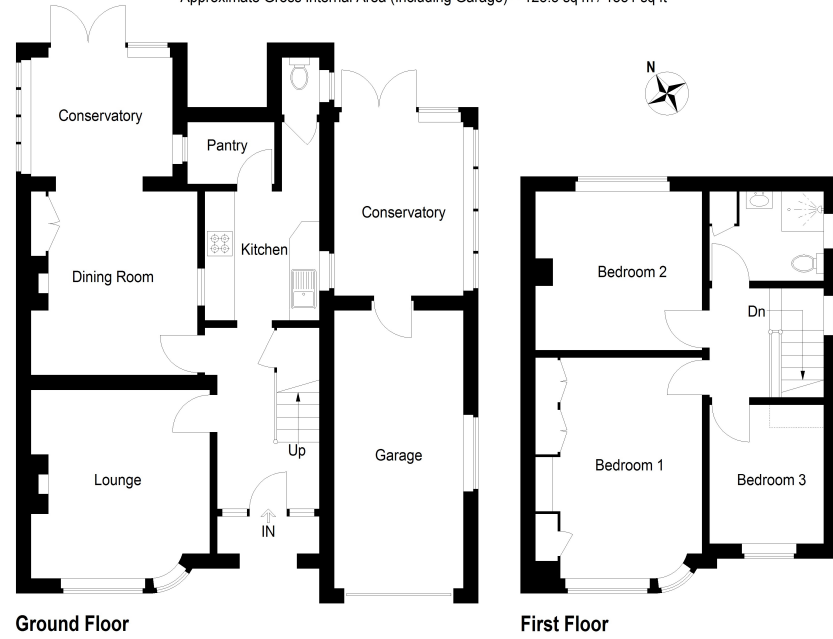 Conservatory
Pantry
Conservatory
Kitchen
Dining Room
Lounge
Garage
Up
IN
N
Bedroom 2
Dn
Bedroom 1
Bedroom 3
Ground Floor
First Floor